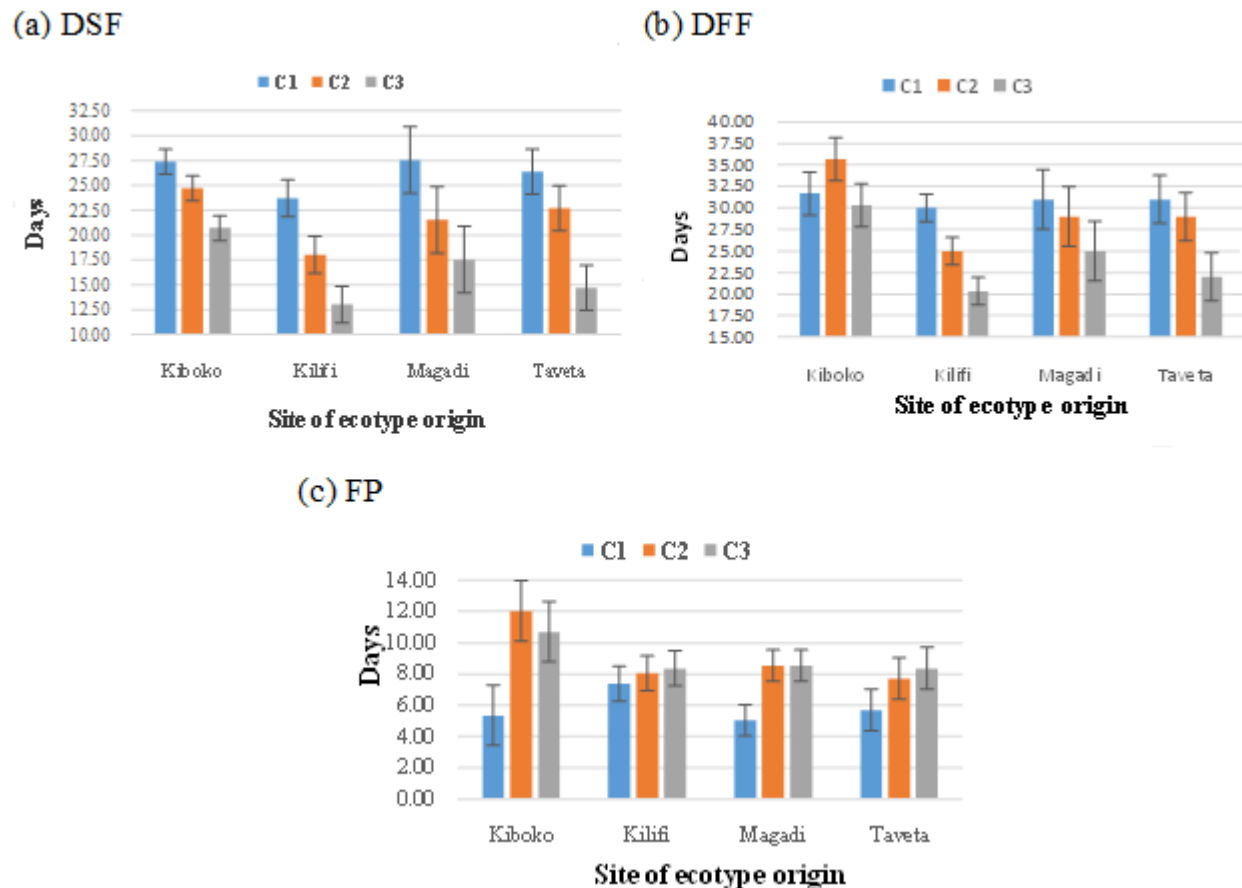 (a) DSF
C1 C2 C3
32.50
30.00
27.50
25.00
22.50
20.00
17.50
15.00
12.50
10.00
Days
Kiboko Kilifi Magadi Taveta
Site of ecotype origin
(b) DFF
C1 C2 C3
40.00
37.50
35.00
32.50
30.00
27.50
25.00
22.50
20.00
17.50
15.00
Days
Kiboko Kilifi Magadi Taveta
Site of ecotype origin
(c) FP
C1 C2 C3
14.00
12.00
10.00
8.00
6.00
4.00
2.00
0.00
Days
Kiboko Kilifi Magadi Taveta
Site of ecotype origin